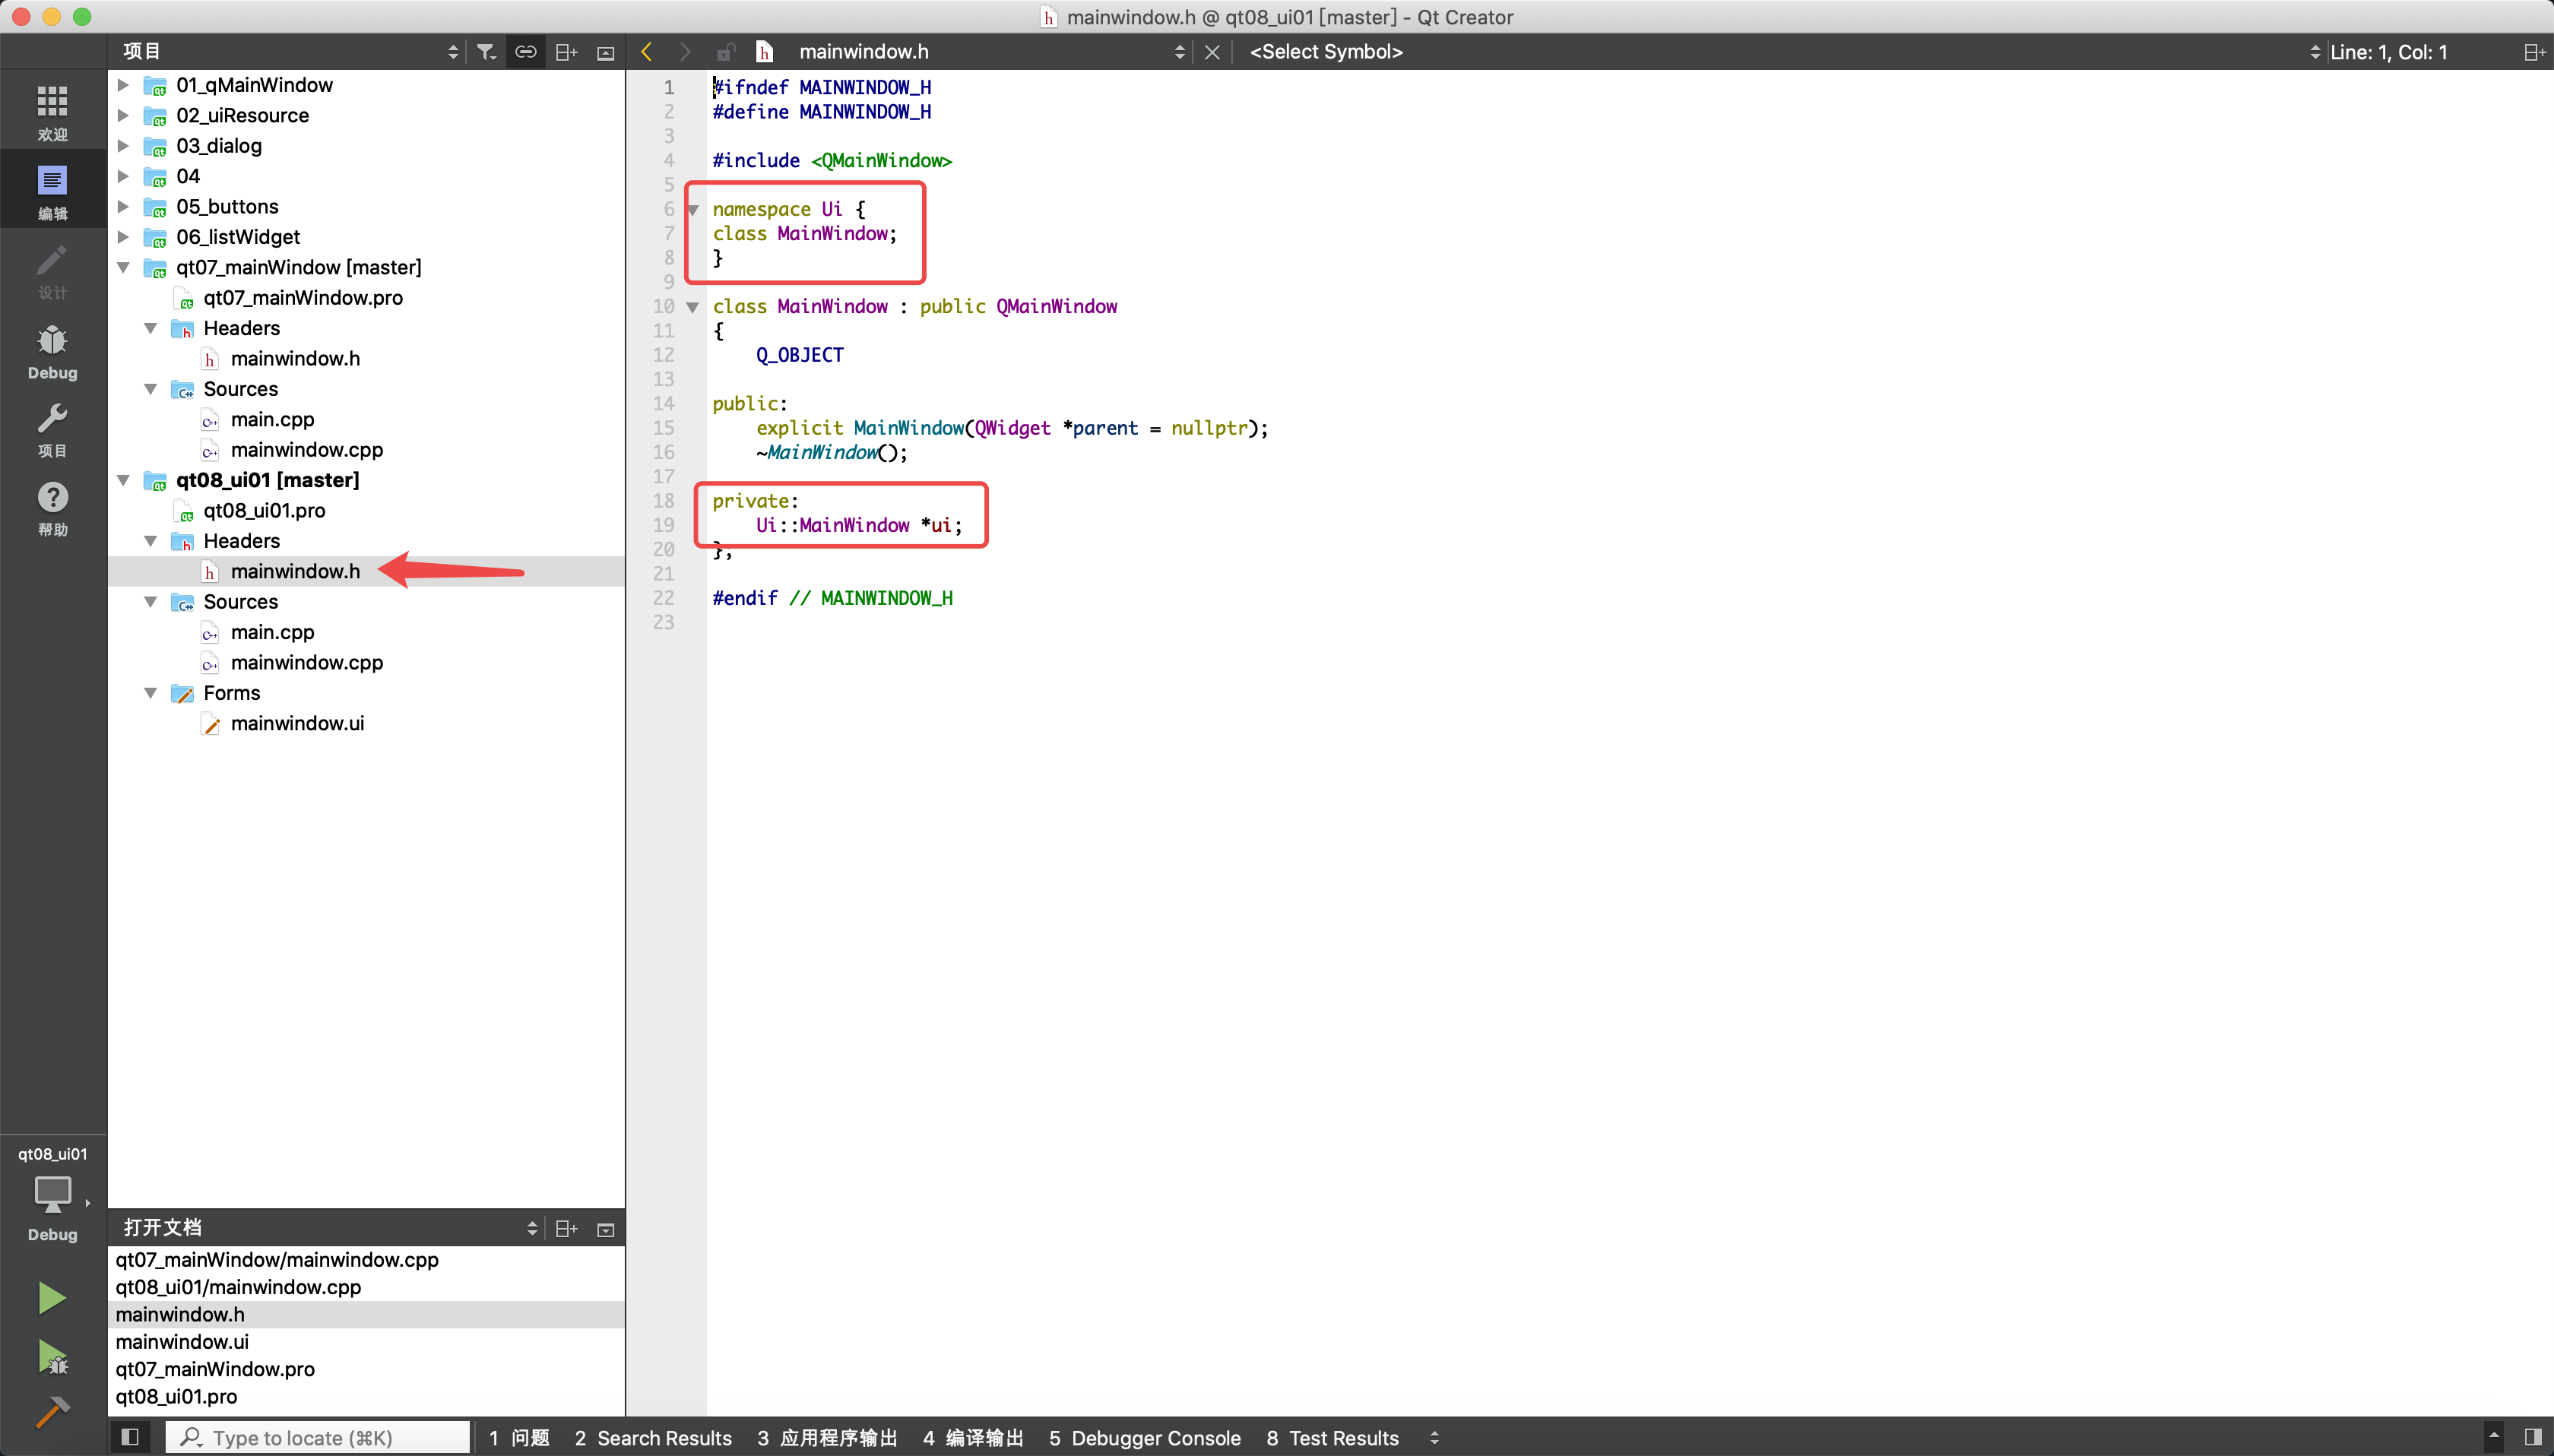 mainwindow.h @ qt08_ui01 [master] - Qt Creator
项目
mainwindow.h
<Select Symbol>
Line: 1, Col: 1
欢迎
编辑
设计
Debug
项目
帮助
01_qMainWindow
02_uiResource
03_dialog
04
05_buttons
06_listWidget
qt07_mainWindow [master]
qt07_mainWindow.pro
Headers
mainwindow.h
Sources
main.cpp
mainwindow.cpp
qt08_ui01 [master]
qt08_ui01.pro
Headers
mainwindow.h
Sources
main.cpp
mainwindow.cpp
Forms
mainwindow.ui
1 #ifndef MAINWINDOW_H
2 #define MAINWINDOW_H
3
4 #include <QMainWindow>
5
6 namespace Ui {
7 class MainWindow;
8 }
9
10 class MainWindow : public QMainWindow
11 {
12     Q_OBJECT
13
14 public:
15     explicit MainWindow(QWidget *parent = nullptr);
16     ~MainWindow();
17
18 private:
19     Ui::MainWindow *ui;
20 };
21
22 #endif // MAINWINDOW_H
23
qt08_ui01
Debug
打开文档
qt07_mainWindow/mainwindow.cpp
qt08_ui01/mainwindow.cpp
mainwindow.h
mainwindow.ui
qt07_mainWindow.pro
qt08_ui01.pro
Type to locate (⌘K)
1 问题 2 Search Results 3 应用程序输出 4 编译输出 5 Debugger Console 8 Test Results